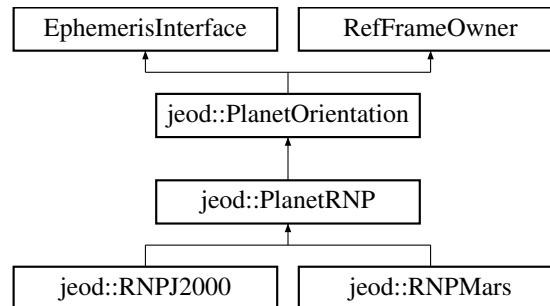 EphemerisInterface
RefFrameOwner
jeod::PlanetOrientation
jeod::PlanetRNP
jeod::RNPJ2000
jeod::RNPMars